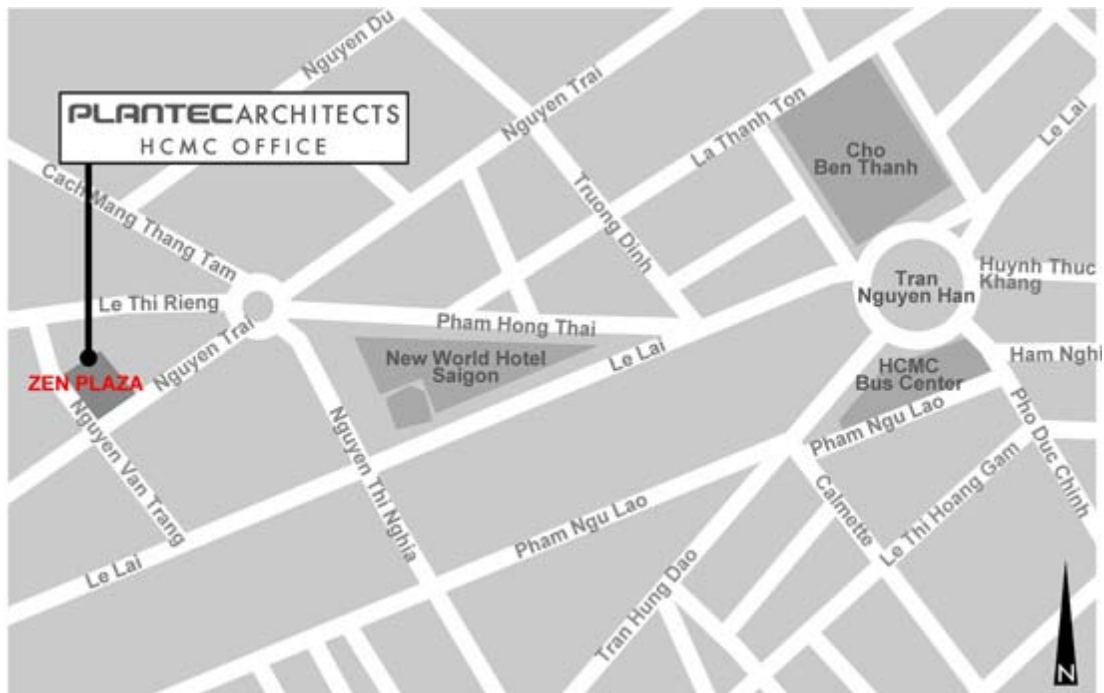 Nguyen Du
PLANTECARCHITECTS
HCMC OFFICE
Nguyen Trai
La Thanh Ton
Le Lai
Cho
Ben Thanh
Cach Mang Thang Tam
Truong Dinh
Tran
Nguyen Han
Huynh Thuc
Khang
Le Thi Rieng
Pham Hong Thai
New World Hotel
Saigon
Le Lai
HCMC
Bus Center
Ham Nghi
ZEN PLAZA
Nguyen Trai
Nguyen Van Trang
Nguyen Thi Nghia
Pham Ngu Lao
Pho Duc Chinh
Pham Ngu Lao
Calmette
Le Thi Hoang Gam
Le Lai
Tran Hung Dao
N